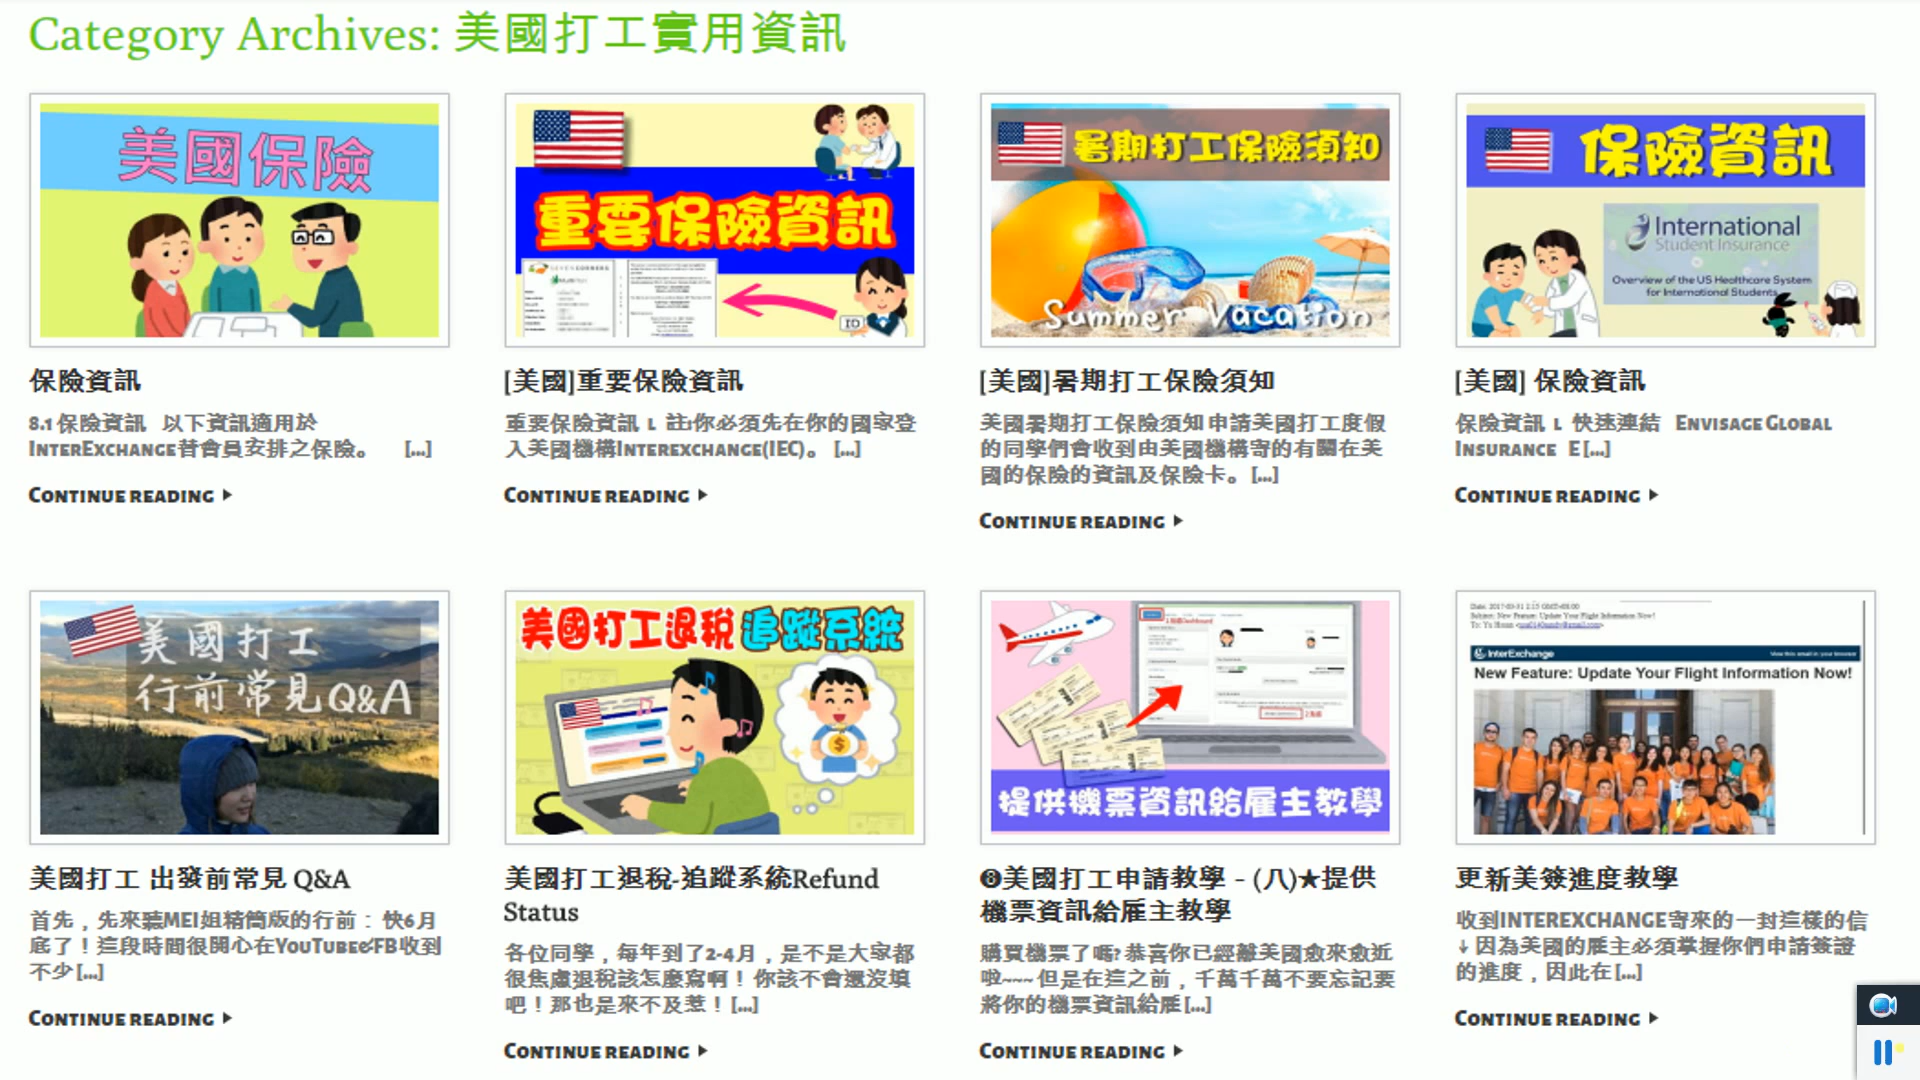 Category Archives: 美國打工實用資訊
美國保險
重要保險資訊
ID
暑期打工保險須知
Summer Vacation
保險資訊
International
Student Insurance
Overview of the US Healthcare System
for International Students
保險資訊
8.1 保險資訊 以下資訊適用於
INTEREXCHANGE替會員安排之保險。 [...]
CONTINUE READING
[美國]重要保險資訊
重要保險資訊 L 註:你必須先在你的國家登
入美國機構INTEREXCHANGE(IEC)。 [...]
CONTINUE READING
[美國]暑期打工保險須知
美國暑期打工保險須知 申請美國打工度假
的同學們會收到由美國機構寄的有關在美
國的保險的資訊及保險卡。[...]
CONTINUE READING
[美國] 保險資訊
保險資訊 L 快速連結 ENVISAGE GLOBAL
INSURANCE E [...]
CONTINUE READING
美國打工
行前常見Q&A
美國打工退稅 追蹤系統
提供機票資訊給雇主教學
Subject: New Feature: Update Your Flight Information Now!
InterExchange
View this email in your browser
New Feature: Update Your Flight Information Now!
美國打工 出發前常見 Q&A
首先，先來聽MEI姐精簡版的行前： 快6月
底了！這段時間很開心在YOUTUBE&FB收到
不少[...]
CONTINUE READING
美國打工退稅-追蹤系統Refund
Status
各位同學，每年到了2-4月，是不是大家都
很焦慮退稅該怎麼寫啊！ 你該不會還沒填
吧！那也是來不及惹！[...]
CONTINUE READING
❽美國打工申請教學 – (八)★提供
機票資訊給雇主教學
購買機票了嗎? 恭喜你已經離美國愈來愈近
啦~~~ 但是在這之前，千萬千萬不要忘記要
將你的機票資訊給雇[...]
CONTINUE READING
更新美簽進度教學
收到INTEREXCHANGE寄來的一封這樣的信
↓ 因為美國的雇主必須掌握你們申請簽證
的進度，因此在[...]
CONTINUE READING